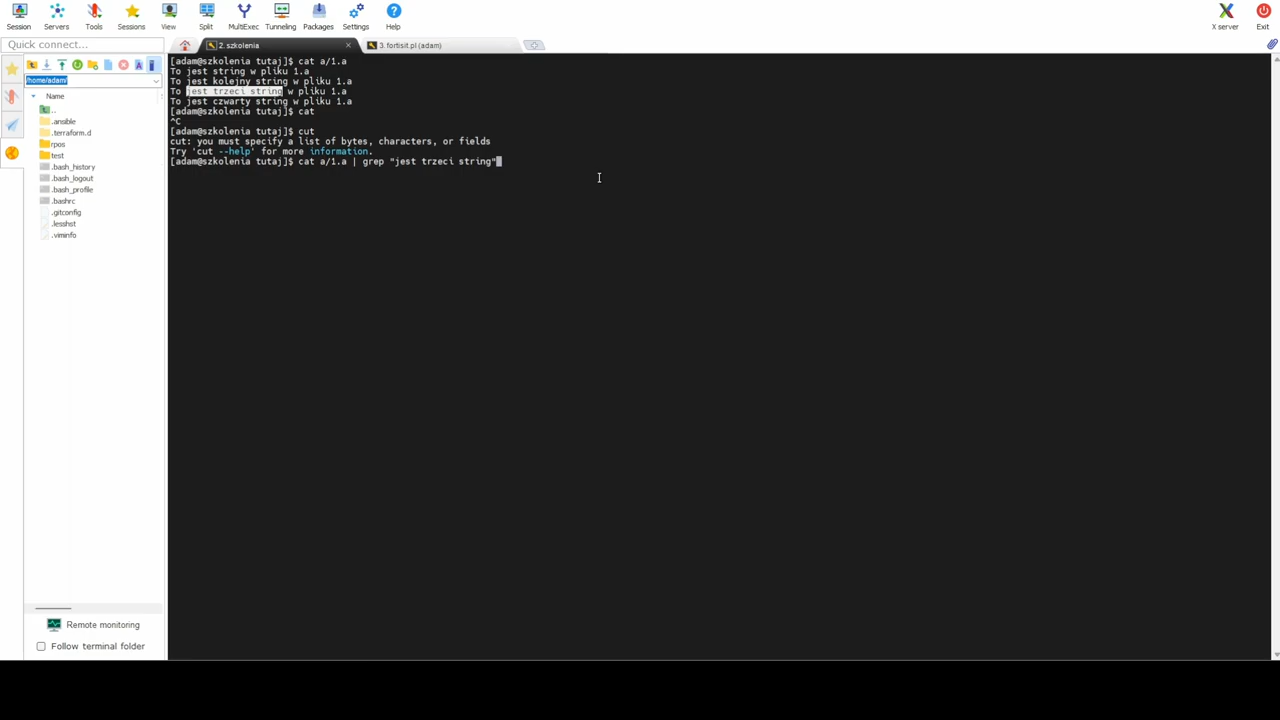 Session Servers Tools Sessions View Split MultiExec Tunneling Packages Settings Help X server Exit
Quick connect...
2. szkolenia
3. fortisit.pl (adam)
/home/adam/
Name
..
.ansible
.terraform.d
rpos
test
.bash_history
.bash_logout
.bash_profile
.bashrc
.gitconfig
.lesshst
.viminfo
Remote monitoring
Follow terminal folder
[adam@szkolenia tutaj]$ cat a/1.a
To jest string w pliku 1.a
To jest kolejny string w pliku 1.a
To jest trzeci string w pliku 1.a
To jest czwarty string w pliku 1.a
[adam@szkolenia tutaj]$ cat
^C
[adam@szkolenia tutaj]$ cut
cut: you must specify a list of bytes, characters, or fields
Try 'cut --help' for more information.
[adam@szkolenia tutaj]$ cat a/1.a | grep "jest trzeci string"